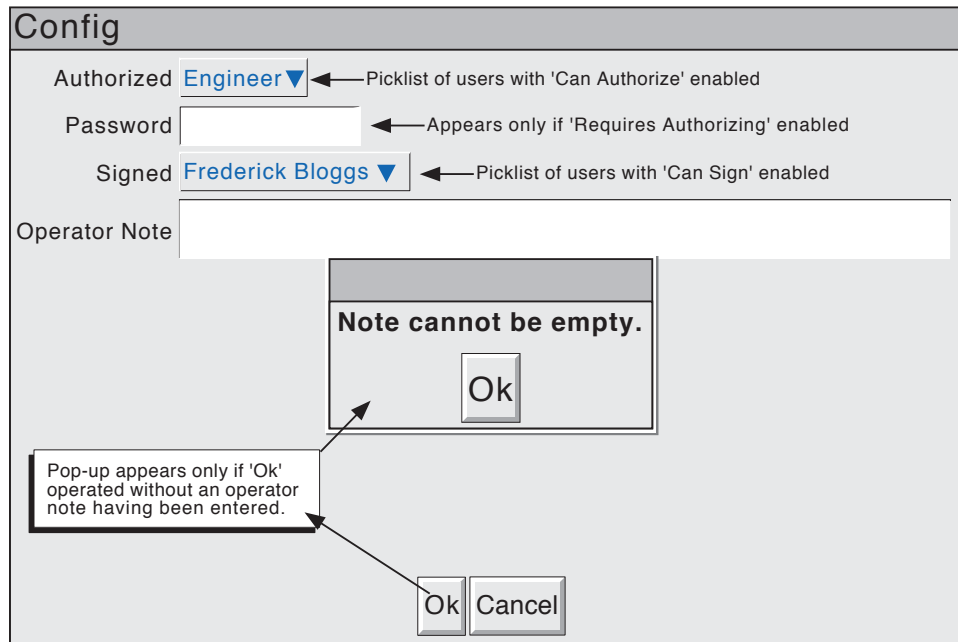 Config
Authorized Engineer Picklist of users with 'Can Authorize' enabled
Password Appears only if 'Requires Authorizing' enabled
Signed Frederick Bloggs Picklist of users with 'Can Sign' enabled
Operator Note
Note cannot be empty.
Ok
Pop-up appears only if 'Ok'
operated without an operator
note having been entered.
Ok Cancel